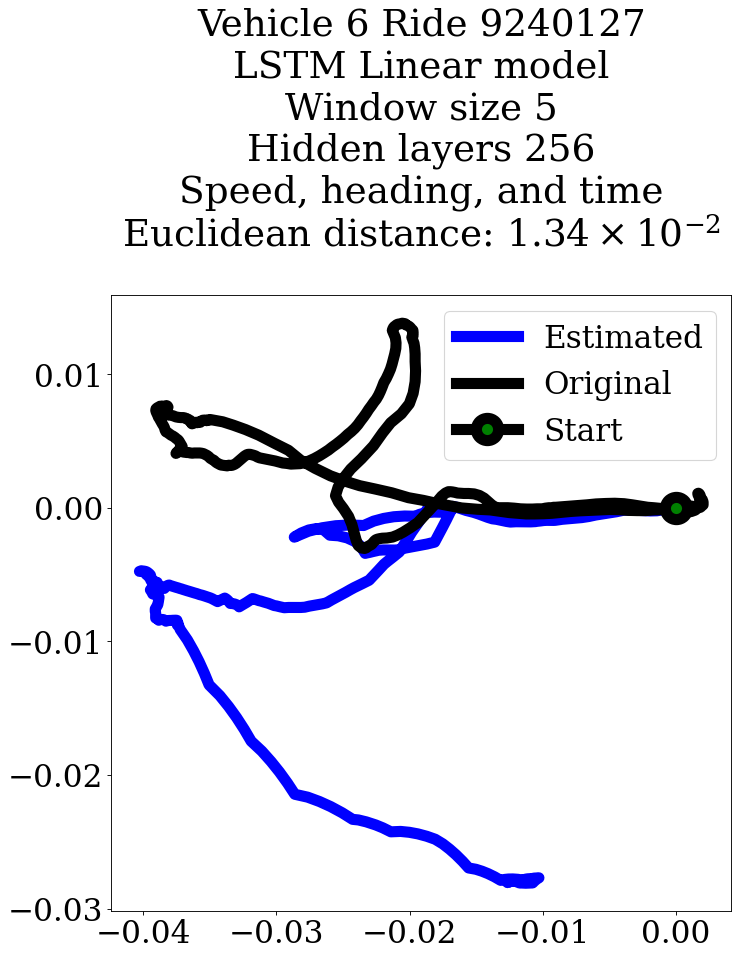 Vehicle 6 Ride 9240127
LSTM Linear model
Window size 5
Hidden layers 256
Speed, heading, and time
Euclidean distance: 1.34 × 10⁻²
Estimated
Original
Start
0.01
0.00
−0.01
−0.02
−0.03
−0.04 −0.03 −0.02 −0.01 0.00